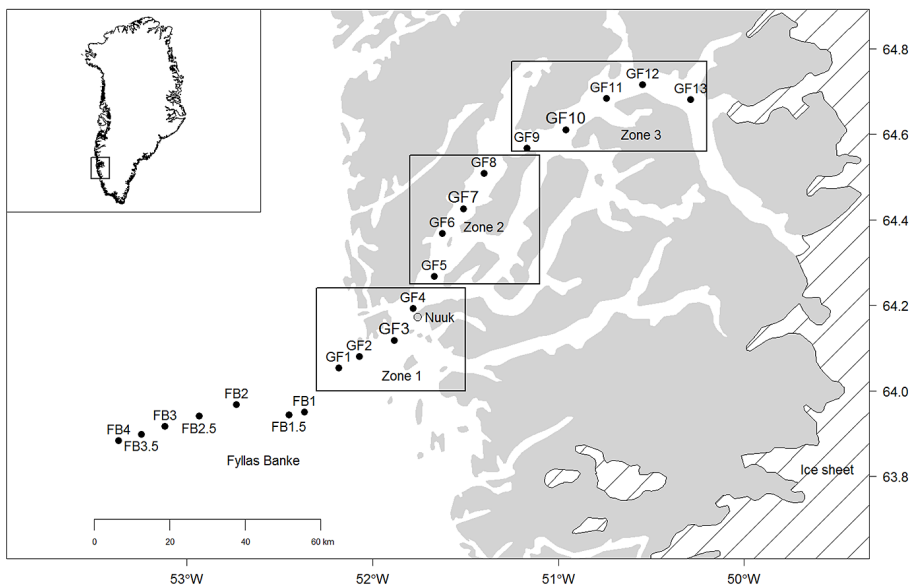 64.8
GF12
GF11
GF13
GF10
Zone 3
64.6
GF9
GF8
GF7
Zone 2
GF6
64.4
GF5
GF4
Nuuk
64.2
GF3
GF2
GF1
Zone 1
64.0
FB2
FB1
FB3
FB1.5
FB2.5
FB4
FB3.5
Fyllas Banke
Ice sheet
63.8
0 20 40 60 km
53°W 52°W 51°W 50°W